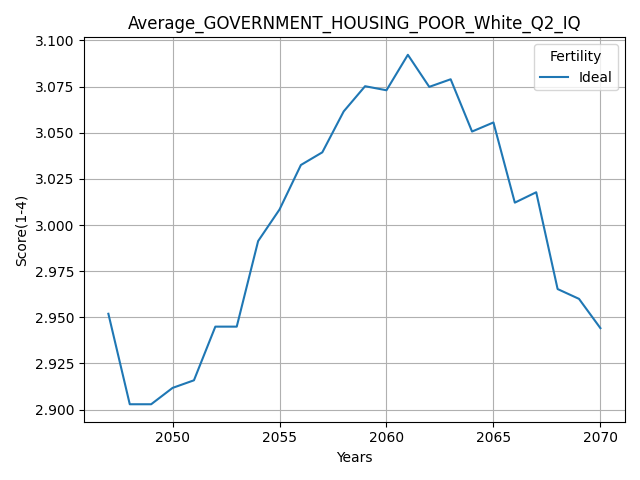 Average_GOVERNMENT_HOUSING_POOR_White_Q2_IQ
3.100
3.075
3.050
3.025
3.000
2.975
2.950
2.925
2.900
Score(1-4)
Fertility
Ideal
2050
2055
2060
2065
2070
Years